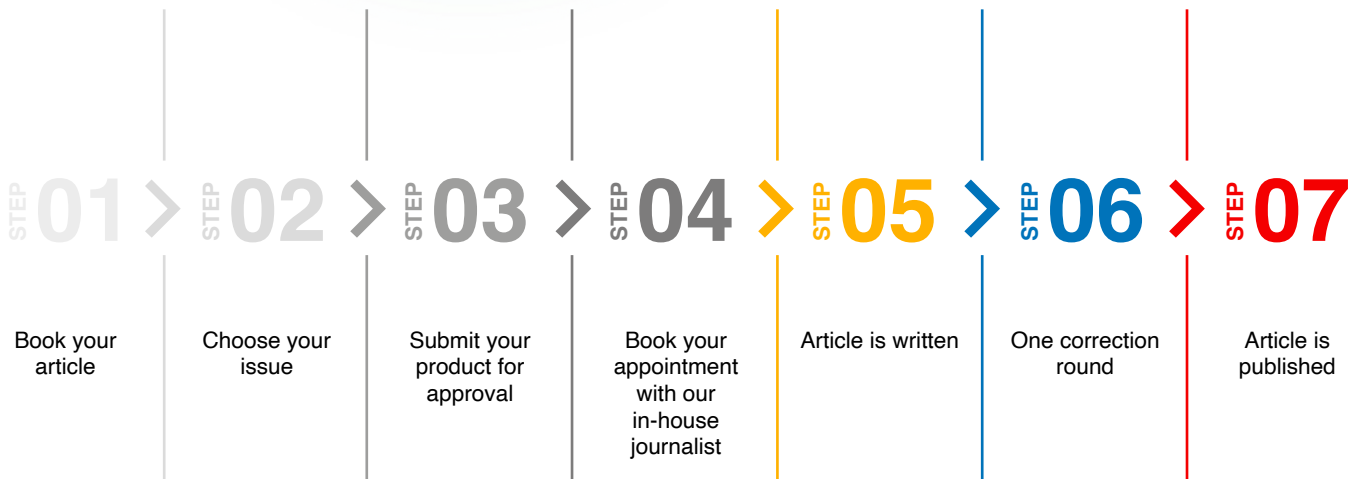 STEP 01
STEP 02
STEP 03
STEP 04
STEP 05
STEP 06
STEP 07
Book your
article
Choose your
issue
Submit your
product for
approval
Book your
appointment
with our
in-house
journalist
Article is written
One correction
round
Article is
published